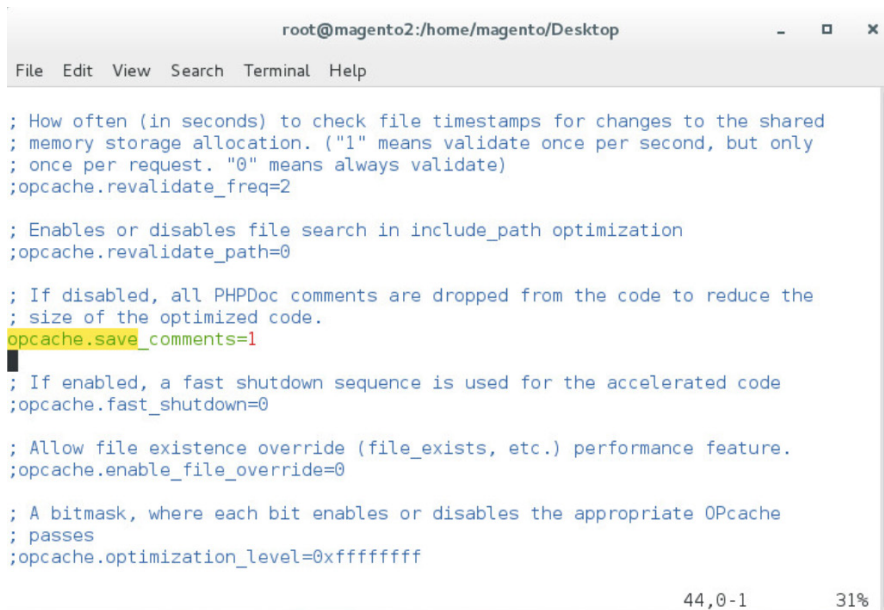 root@magento2:/home/magento/Desktop
File Edit View Search Terminal Help
; How often (in seconds) to check file timestamps for changes to the shared
; memory storage allocation. ("1" means validate once per second, but only
; once per request. "0" means always validate)
;opcache.revalidate_freq=2
; Enables or disables file search in include_path optimization
;opcache.revalidate_path=0
; If disabled, all PHPDoc comments are dropped from the code to reduce the
; size of the optimized code.
opcache.save_comments=1
; If enabled, a fast shutdown sequence is used for the accelerated code
;opcache.fast_shutdown=0
; Allow file existence override (file_exists, etc.) performance feature.
;opcache.enable_file_override=0
; A bitmask, where each bit enables or disables the appropriate OPcache
; passes
;opcache.optimization_level=0xffffffff
44,0-1 31%